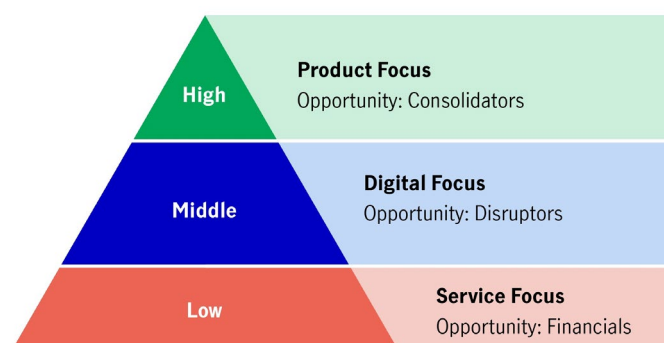 High
Product Focus
Opportunity: Consolidators
Middle
Digital Focus
Opportunity: Disruptors
Low
Service Focus
Opportunity: Financials